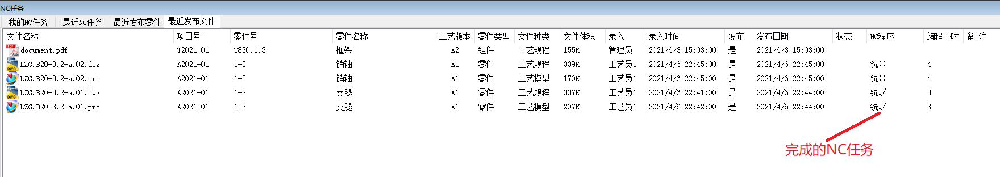 NC任务
我的NC任务 最近NC任务 最近发布零件 最近发布文件
文件名称 项目号 零件号 零件名称 工艺版本 零件类型 文件种类 文件体积 录入 录入时间 发布 发布日期 状态 NC程序 编程小时 备 注
document.pdf T2021-01 T830.1.3 框架 A2 组件 工艺规程 155K 管理员 2021/6/3 15:03:00 是 2021/6/3 15:03:00
LZG.B20-3.2-a.02.dwg A2021-01 1-3 销轴 A1 零件 工艺规程 339K 工艺员1 2021/4/6 22:45:00 是 2021/4/6 22:45:00 铣∷ 4
LZG.B20-3.2-a.02.prt A2021-01 1-3 销轴 A1 零件 工艺模型 170K 工艺员1 2021/4/6 22:45:00 是 2021/4/6 22:45:00 铣∷ 4
LZG.B20-3.2-a.01.dwg A2021-01 1-2 支腿 A1 零件 工艺规程 337K 工艺员1 2021/4/6 22:41:00 是 2021/4/6 22:44:00 铣√ 3
LZG.B20-3.2-a.01.prt A2021-01 1-2 支腿 A1 零件 工艺模型 207K 工艺员1 2021/4/6 22:42:00 是 2021/4/6 22:44:00 铣√ 3
完成的NC任务